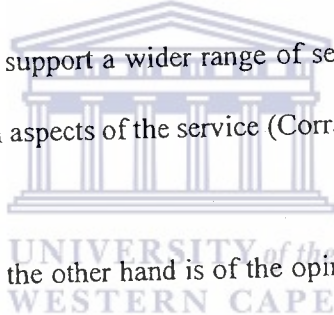 support a wider range of se
aspects of the service (Corr
UNIVERSITY of the
the other hand is of the opin
WESTERN CAPE